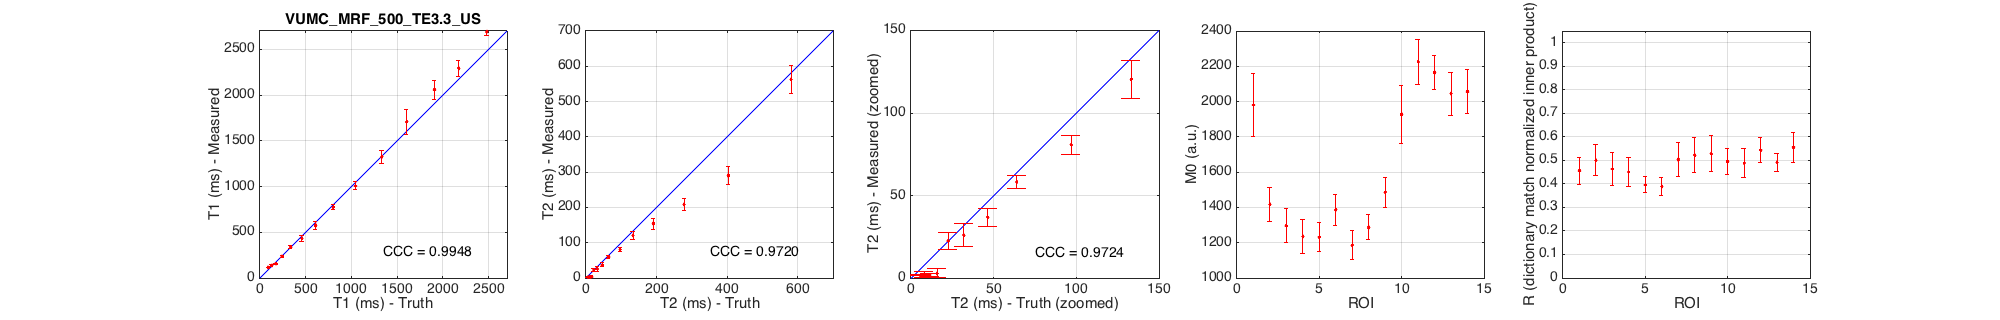 VUMC_MRF_500_TE3.3_US
T1 (ms) - Measured
2500
2000
1500
1000
500
0
CCC = 0.9948
0 500 1000 1500 2000 2500
T1 (ms) - Truth
T2 (ms) - Measured
700
600
500
400
300
200
100
0
CCC = 0.9720
0 200 400 600
T2 (ms) - Truth
T2 (ms) - Measured (zoomed)
150
100
50
0
CCC = 0.9724
0 50 100 150
T2 (ms) - Truth (zoomed)
M0 (a.u.)
2400
2200
2000
1800
1600
1400
1200
1000
0 5 10 15
ROI
R (dictionary match normalized inner product)
1
0.9
0.8
0.7
0.6
0.5
0.4
0.3
0.2
0.1
0
0 5 10 15
ROI